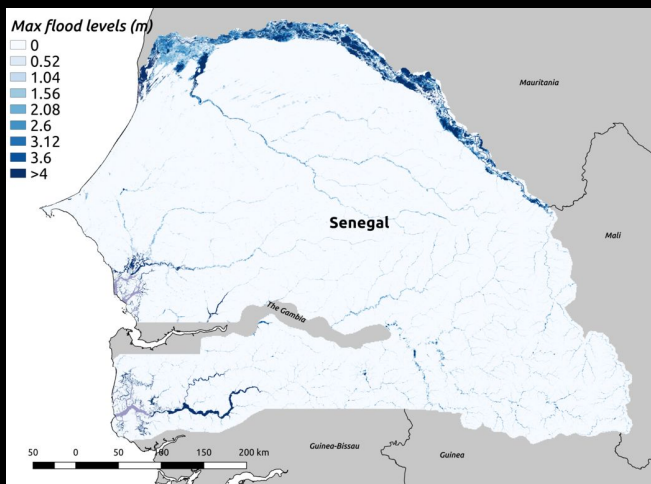 Max flood levels (m)
0
0.52
1.04
1.56
2.08
2.6
3.12
3.6
>4
Mauritania
Senegal
Mali
The Gambia
Guinea-Bissau
Guinea
50 0 50 100 150 200 km